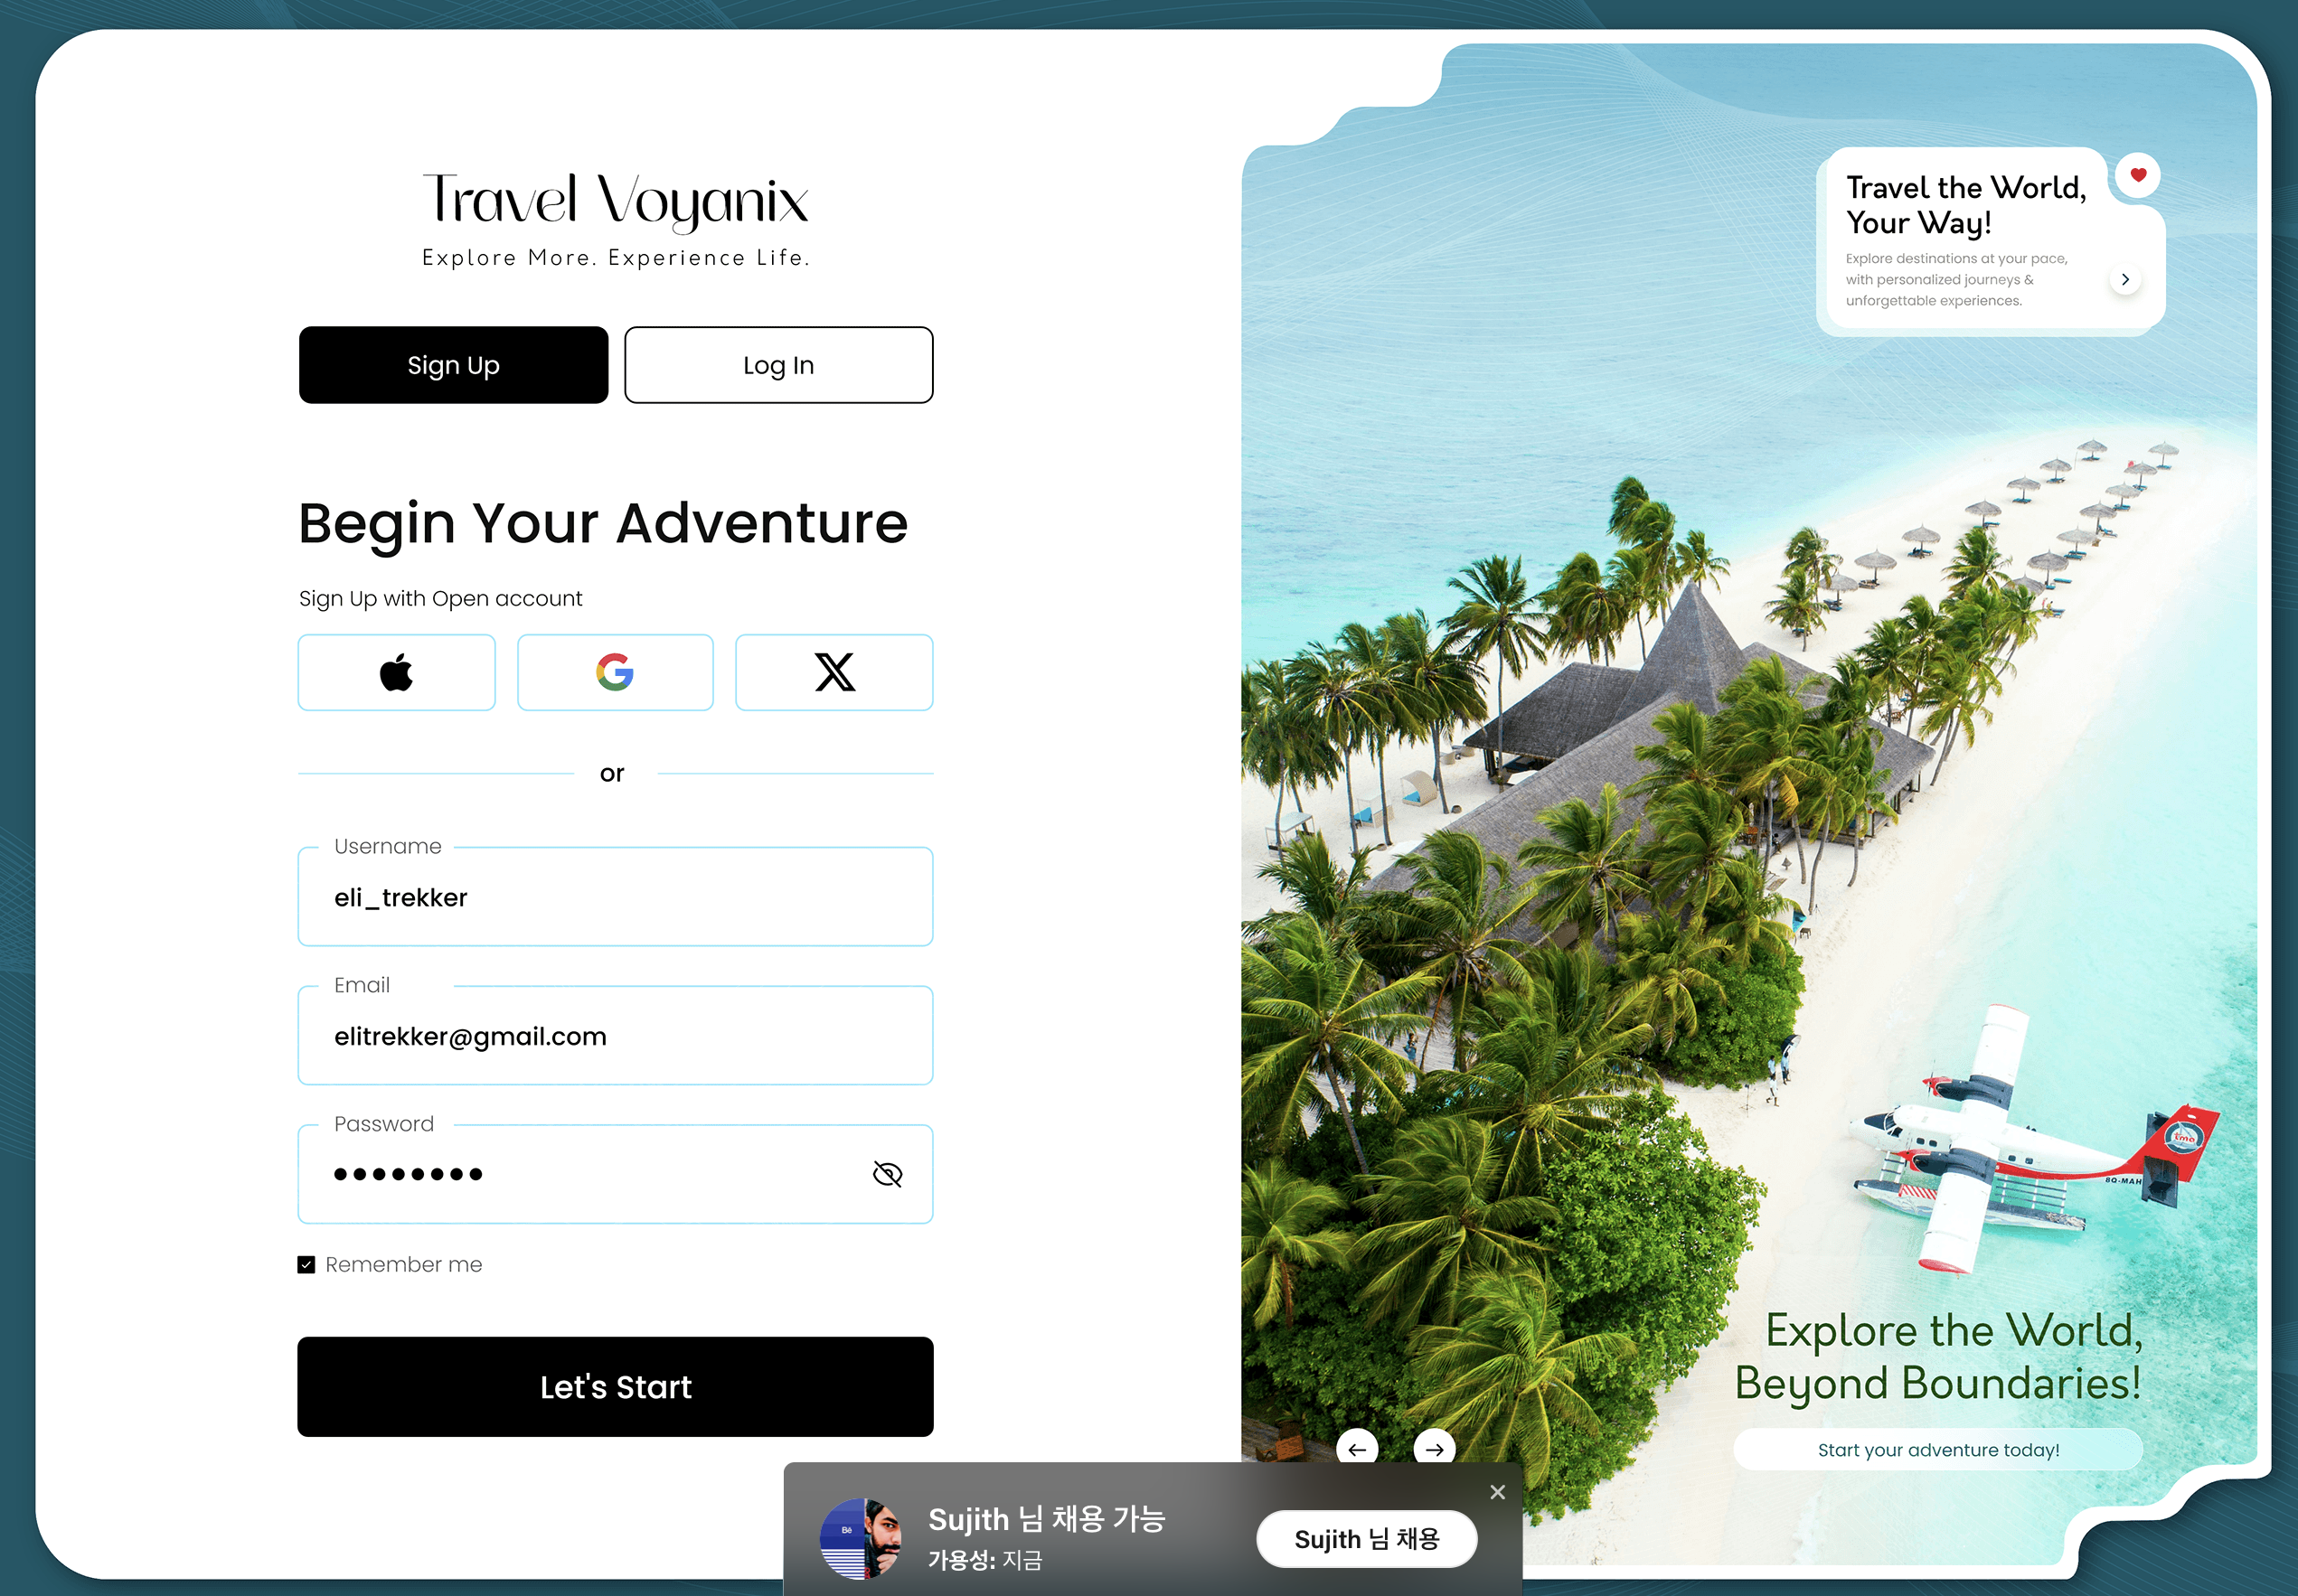 Travel Voyanix
Explore More. Experience Life.
Sign Up
Log In
Begin Your Adventure
Sign Up with Open account
or
Username
eli_trekker
Email
elitrekker@gmail.com
Password
Remember me
Let's Start
Travel the World,
Your Way!
Explore destinations at your pace,
with personalized journeys &
unforgettable experiences.
tma
8Q-MAH
Explore the World,
Beyond Boundaries!
Start your adventure today!
Bē
Sujith 님 채용 가능
가용성: 지금
Sujith 님 채용